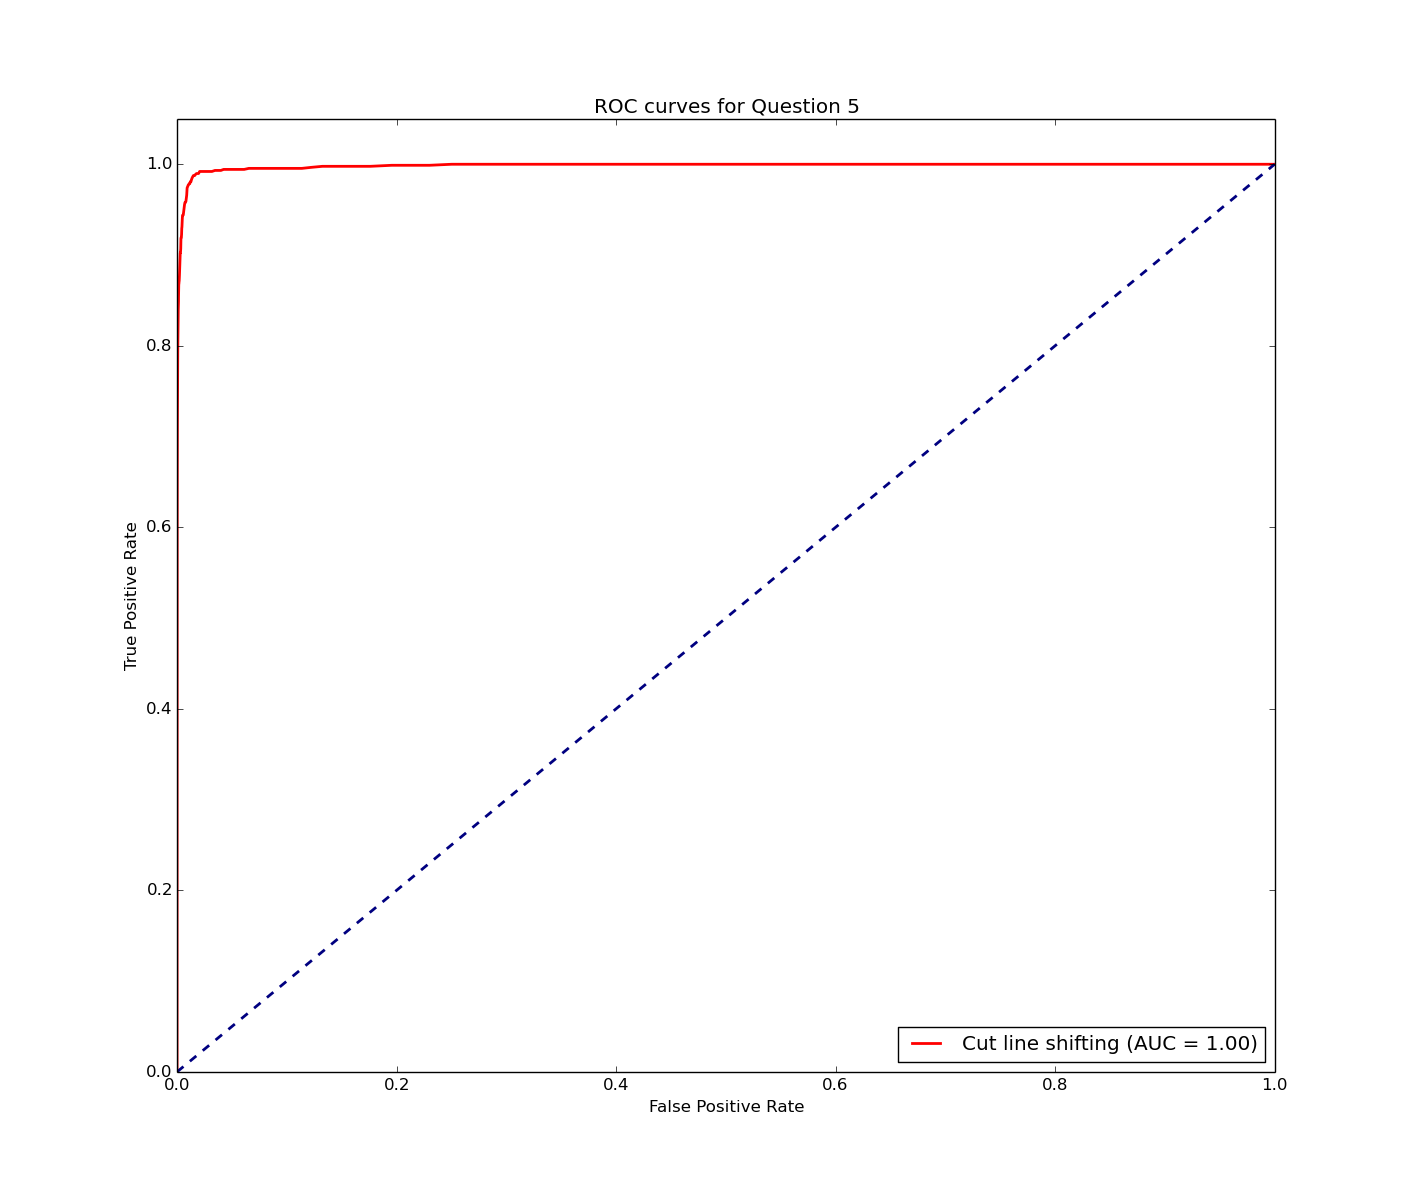 ROC curves for Question 5
1.0
0.8
0.6
0.4
0.2
0.0
True Positive Rate
0.0 0.2 0.4 0.6 0.8 1.0
False Positive Rate
Cut line shifting (AUC = 1.00)